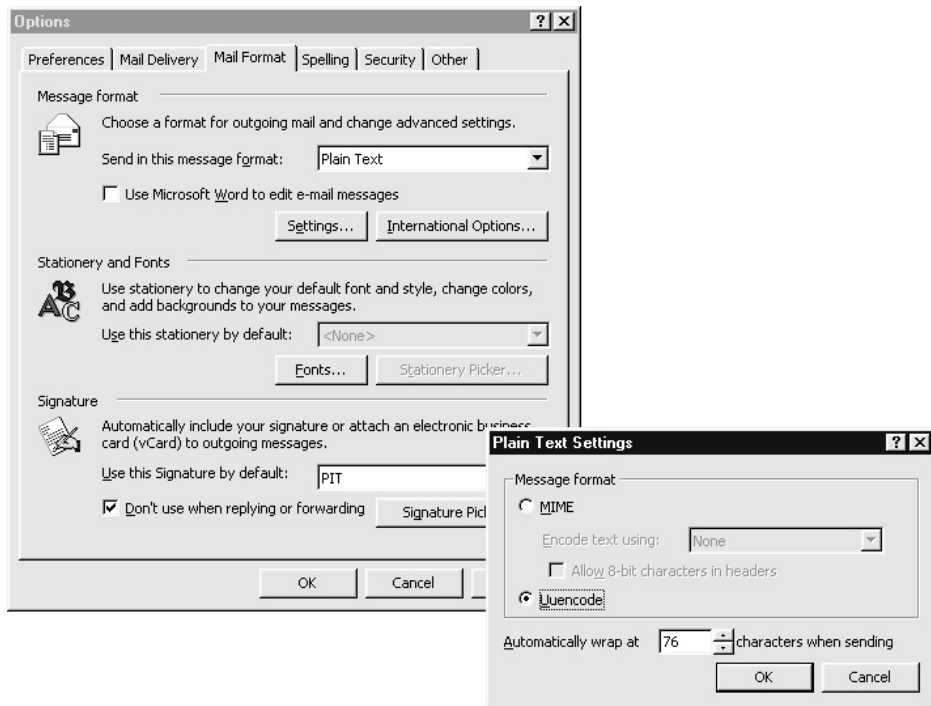 Options
Preferences Mail Delivery Mail Format Spelling Security Other
Message format
Choose a format for outgoing mail and change advanced settings.
Send in this message format: Plain Text
Use Microsoft Word to edit e-mail messages
Settings... International Options...
Stationery and Fonts
Use stationery to change your default font and style, change colors,
and add backgrounds to your messages.
Use this stationery by default: <None>
Fonts... Stationery Picker...
Signature
Automatically include your signature or attach an electronic business
card (vCard) to outgoing messages.
Use this Signature by default: PIT
Don't use when replying or forwarding Signature Pic
OK Cancel
Plain Text Settings
Message format
MIME
Encode text using: None
Allow 8-bit characters in headers
Uuencode
Automatically wrap at 76 characters when sending
OK Cancel